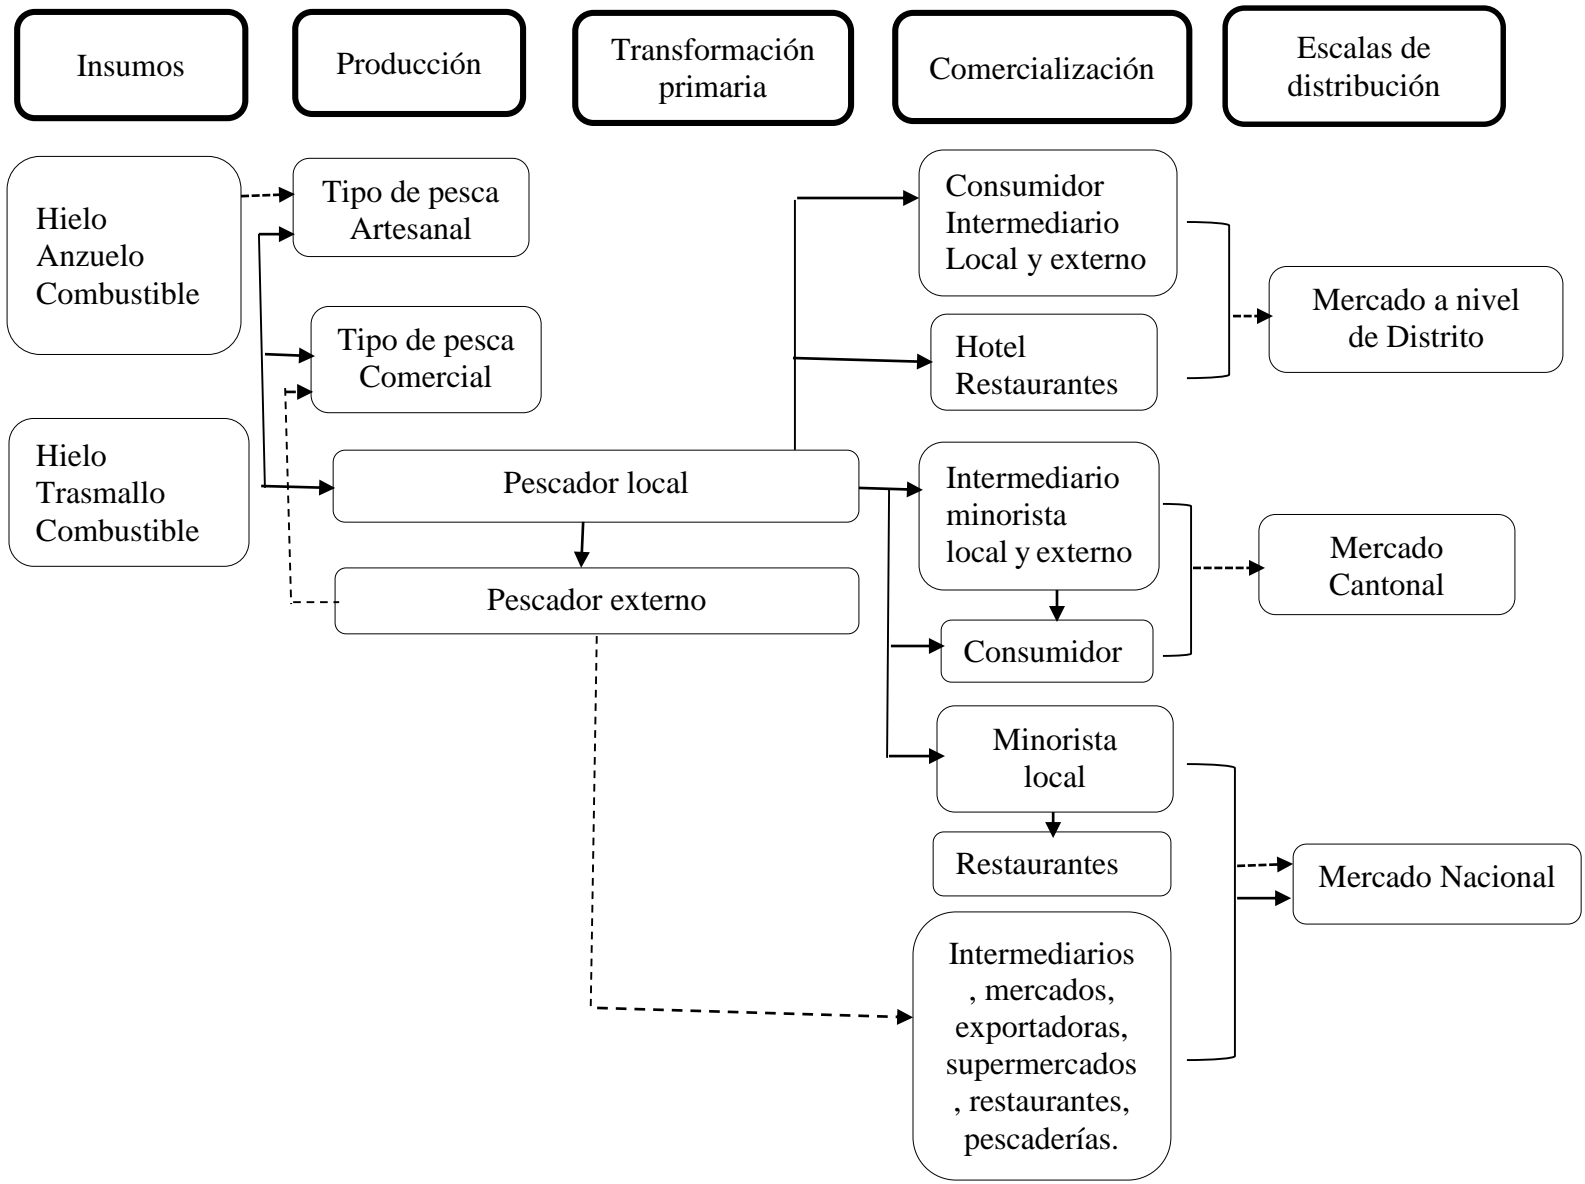 Insumos
Producción
Transformación
primaria
Comercialización
Escalas de
distribución
Hielo
Anzuelo
Combustible
Tipo de pesca
Artesanal
Tipo de pesca
Comercial
Hielo
Trasmallo
Combustible
Pescador local
Pescador externo
Consumidor
Intermediario
Local y externo
Hotel
Restaurantes
Intermediario
minorista
local y externo
Consumidor
Minorista
local
Restaurantes
Intermediarios
, mercados,
exportadoras,
supermercados
, restaurantes,
pescaderías.
Mercado a nivel
de Distrito
Mercado
Cantonal
Mercado Nacional